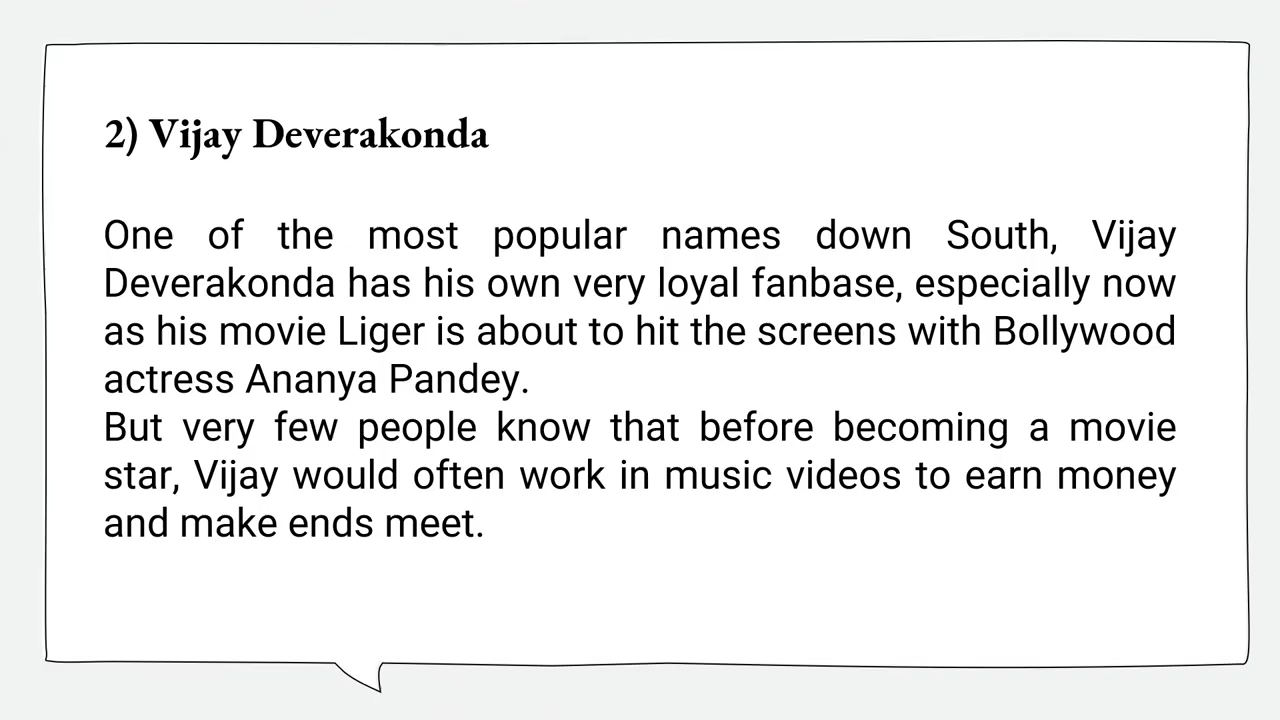 2) Vijay Deverakonda
One of the most popular names down South, Vijay
Deverakonda has his own very loyal fanbase, especially now
as his movie Liger is about to hit the screens with Bollywood
actress Ananya Pandey.
But very few people know that before becoming a movie
star, Vijay would often work in music videos to earn money
and make ends meet.